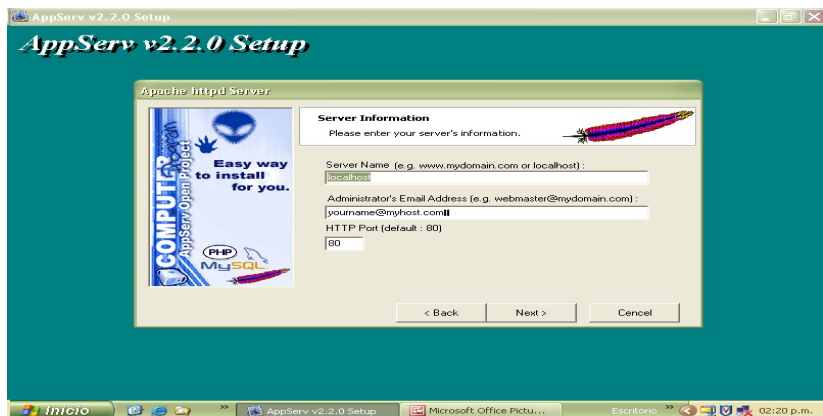 AppServ v2.2.0 Setup
AppServ v2.2.0 Setup
Apache httpd Server
Server Information
Please enter your server's information.
COMPUTER
AppServ Open Project
Easy way
to install
for you.
PHP
MySQL
Server Name (e.g. www.mydomain.com or localhost) :
localhost
Administrator's Email Address (e.g. webmaster@mydomain.com) :
yourname@myhost.com
HTTP Port (default : 80)
80
< Back
Next >
Cencel
Inicio
»
AppServ v2.2.0 Setup
Microsoft Office Pictu...
Escritorio
»
02:20 p.m.